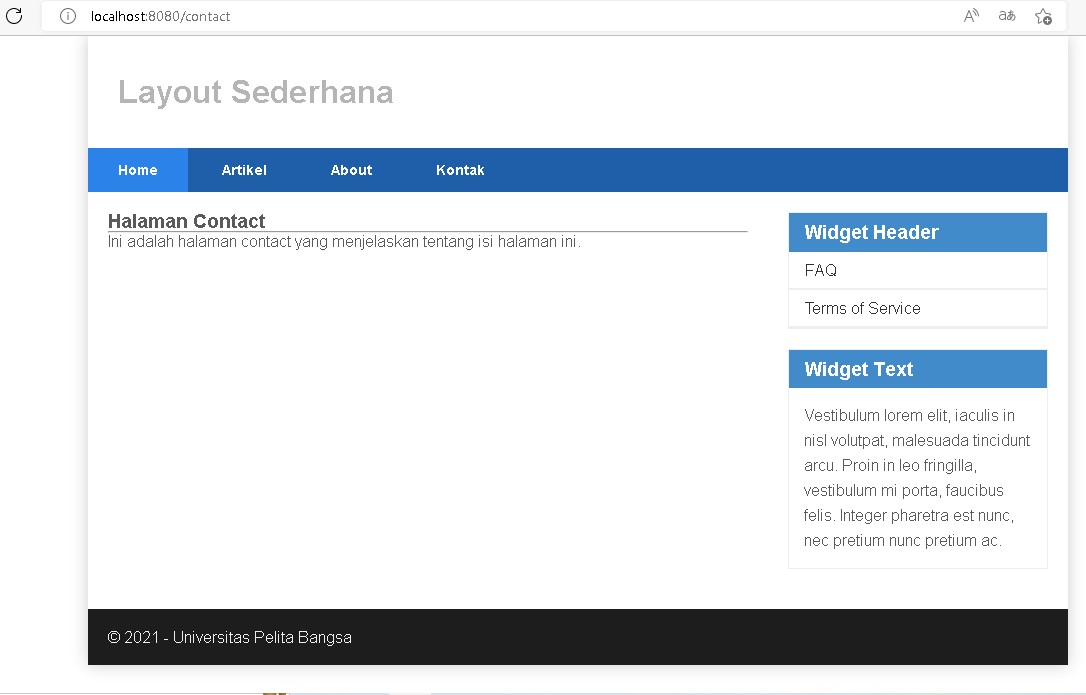 localhost:8080/contact
Layout Sederhana
Home Artikel About Kontak
Halaman Contact
Ini adalah halaman contact yang menjelaskan tentang isi halaman ini.
Widget Header
FAQ
Terms of Service
Widget Text
Vestibulum lorem elit, iaculis in
nisl volutpat, malesuada tincidunt
arcu. Proin in leo fringilla,
vestibulum mi porta, faucibus
felis. Integer pharetra est nunc,
nec pretium nunc pretium ac.
© 2021 - Universitas Pelita Bangsa